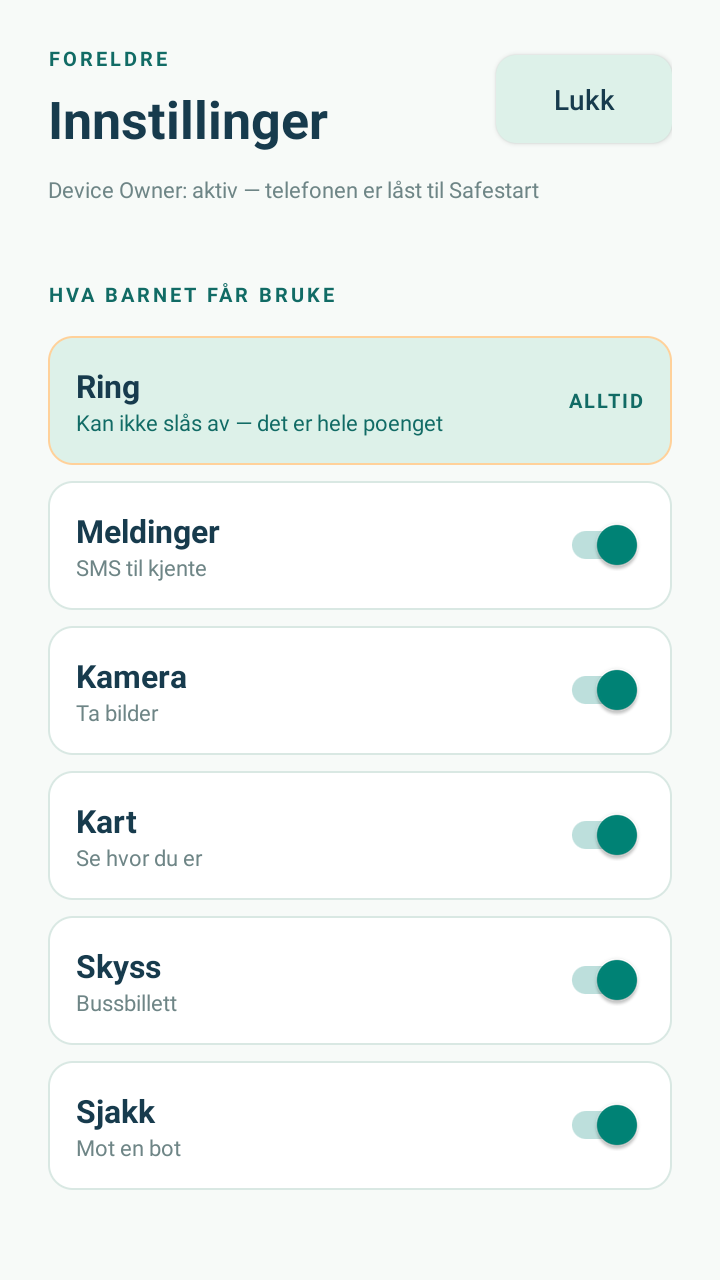 FORELDRE
Innstillinger
Lukk
Device Owner: aktiv — telefonen er låst til Safestart
HVA BARNET FÅR BRUKE
Ring
Kan ikke slås av — det er hele poenget
ALLTID
Meldinger
SMS til kjente
Kamera
Ta bilder
Kart
Se hvor du er
Skyss
Bussbillett
Sjakk
Mot en bot